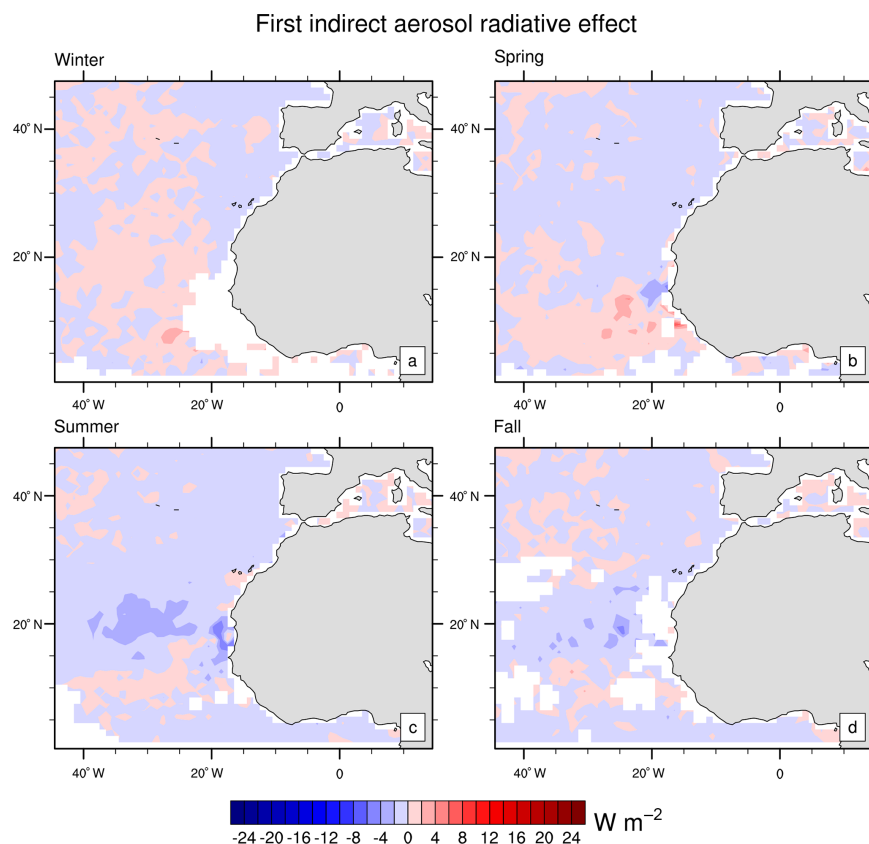 First indirect aerosol radiative effect
Winter
Spring
40° N
40° N
20° N
20° N
a
b
40° W
20° W
0
40° W
20° W
0
Summer
Fall
40° N
40° N
20° N
20° N
c
d
40° W
20° W
0
40° W
20° W
0
-24 -20 -16 -12 -8 -4 0 4 8 12 16 20 24
W m⁻²